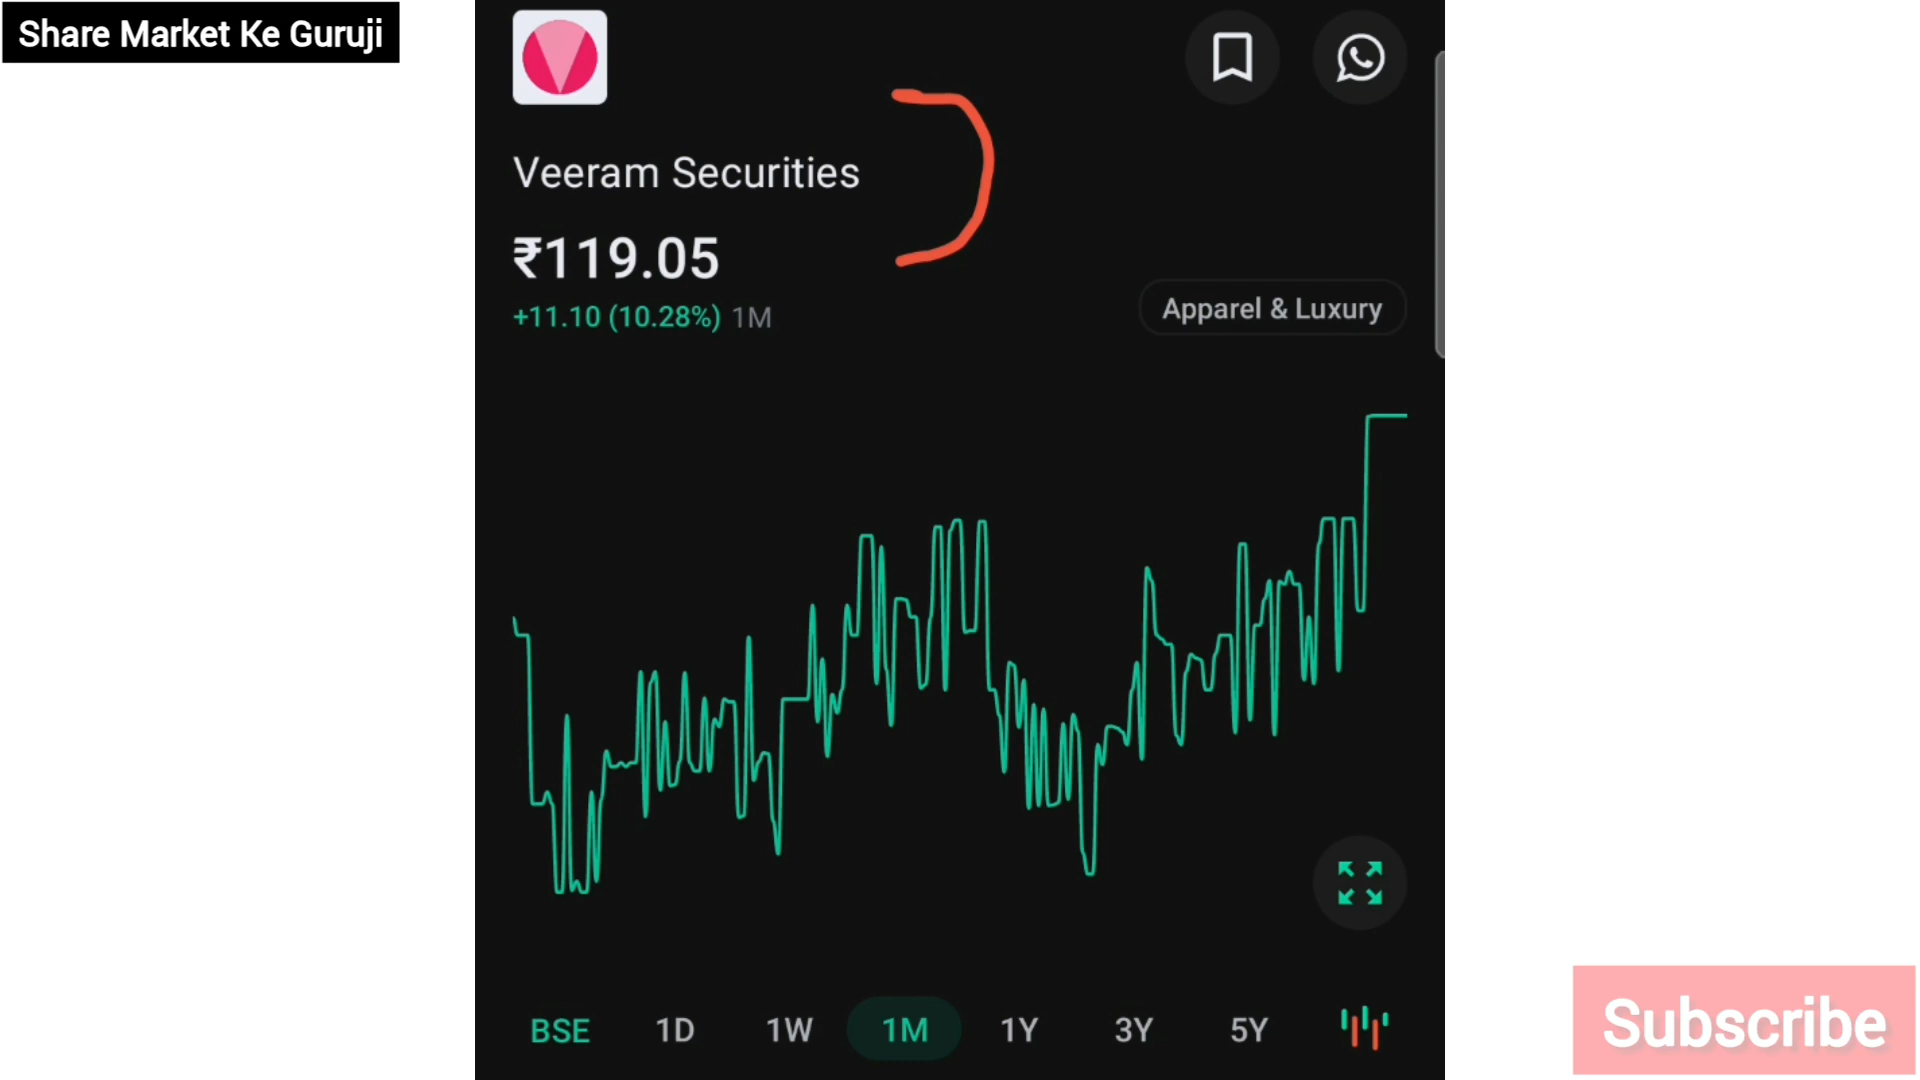 Share Market Ke Guruji
Veeram Securities
₹119.05
+11.10 (10.28%) 1M
Apparel & Luxury
BSE 1D 1W 1M 1Y 3Y 5Y
Subscribe